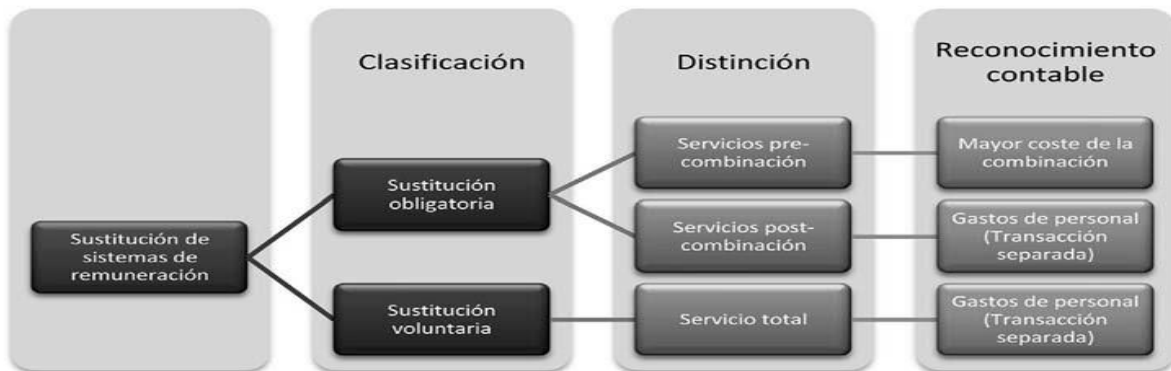 Clasificación
Distinción
Reconocimiento
contable
Servicios pre-
combinación
Mayor coste de la
combinación
Sustitución
obligatoria
Sustitución de
sistemas de
remuneración
Servicios post-
combinación
Gastos de personal
(Transacción
separada)
Sustitución
voluntaria
Servicio total
Gastos de personal
(Transacción
separada)